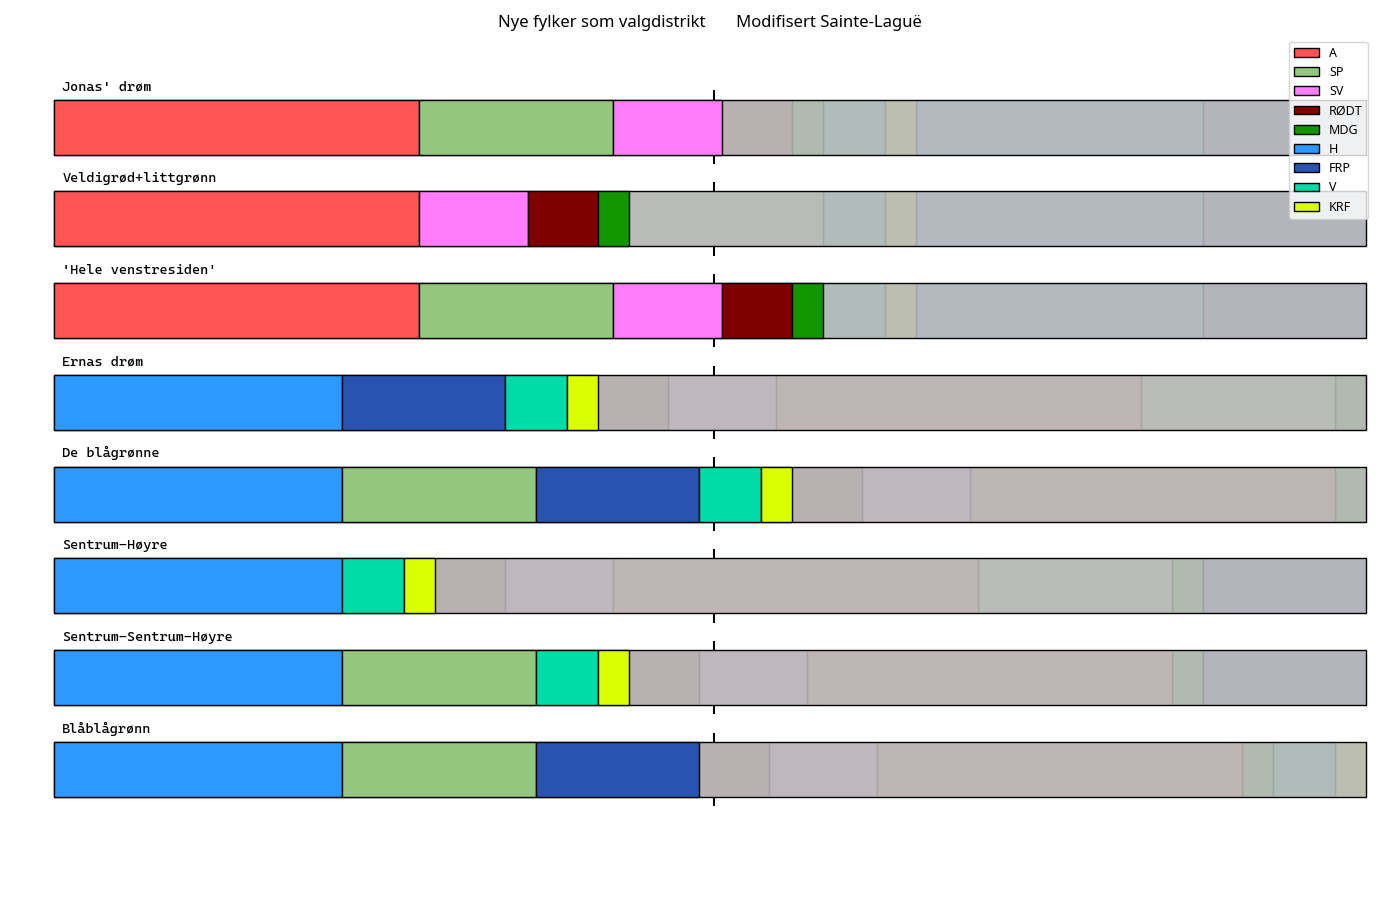 Nye fylker som valgdistrikt Modifisert Sainte-Laguë
A
SP
SV
RØDT
MDG
H
FRP
V
KRF
Jonas' drøm
Veldigrød+littgrønn
'Hele venstresiden'
Ernas drøm
De blågrønne
Sentrum-Høyre
Sentrum-Sentrum-Høyre
Blåblågrønn